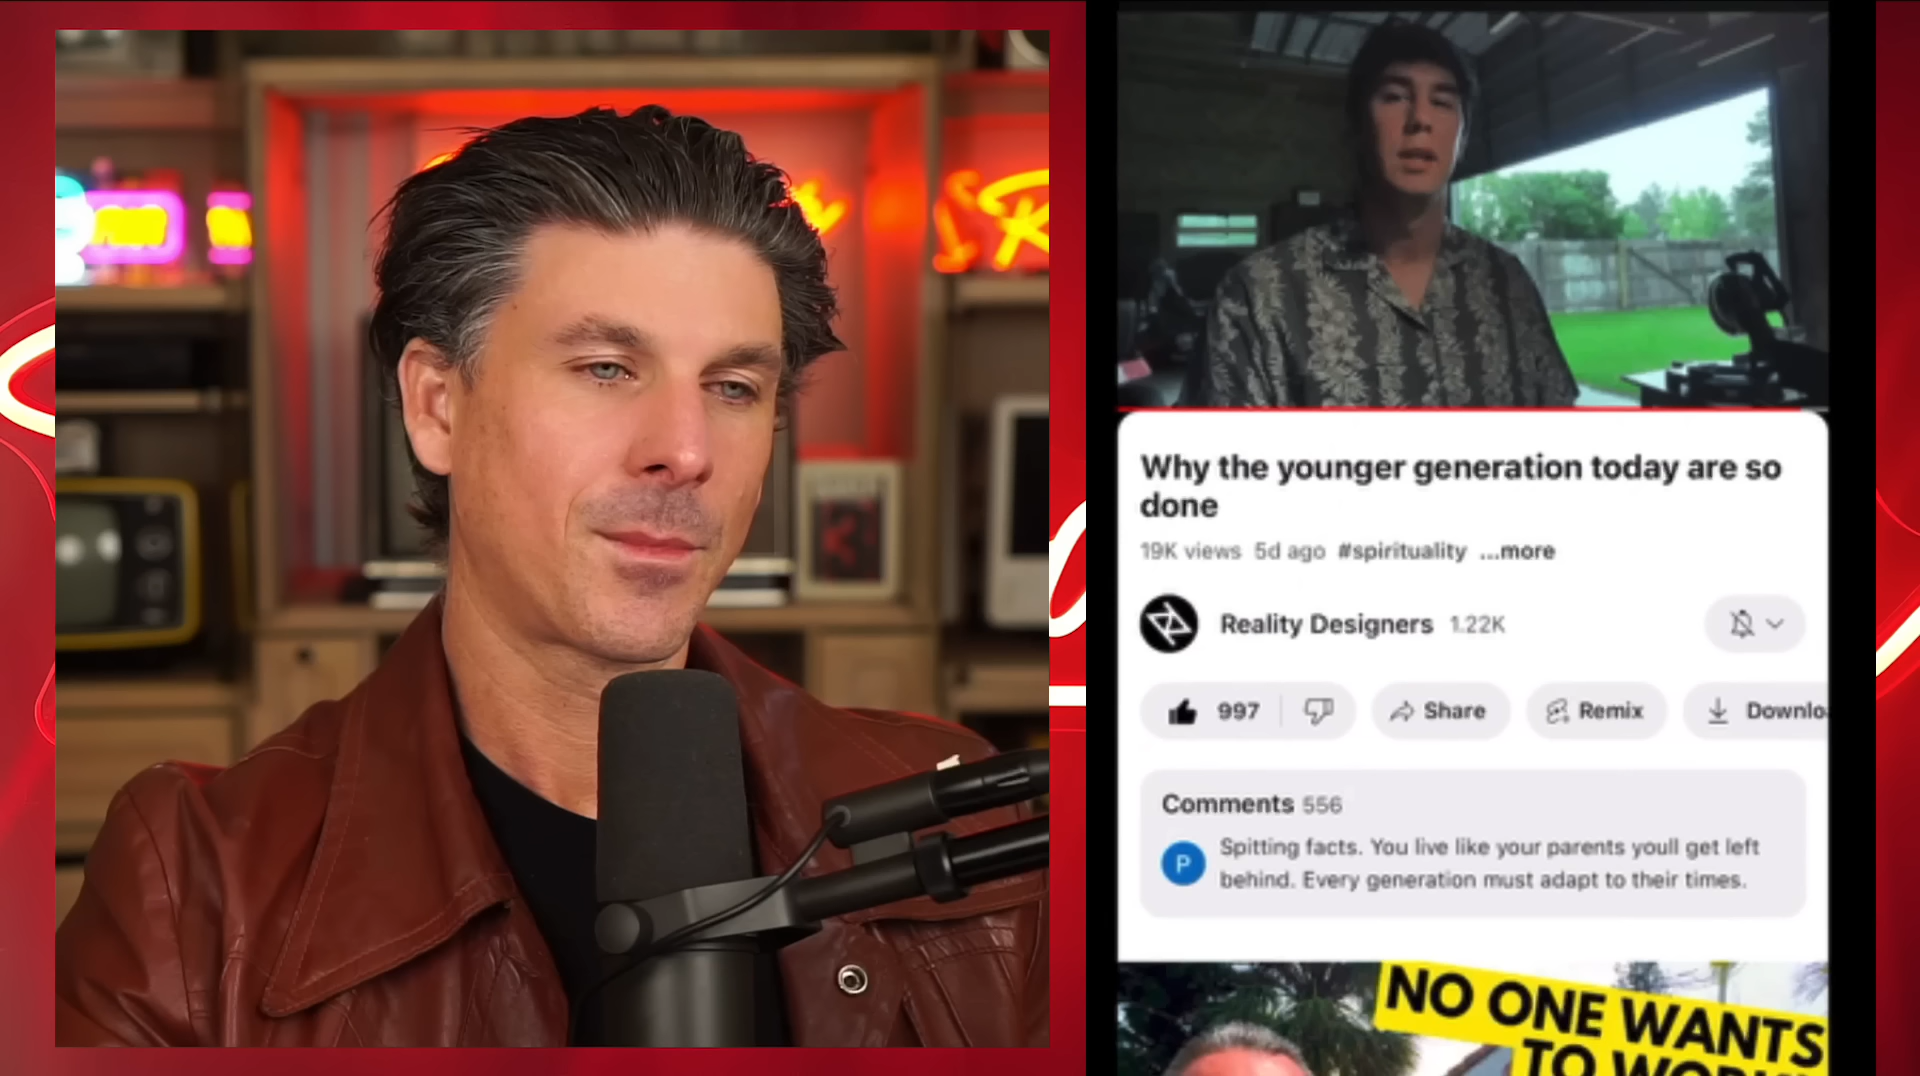 Why the younger generation today are so
done
19K views 5d ago #spirituality ...more
Reality Designers 1.22K
997
Share
Remix
Downlo
Comments 556
P
Spitting facts. You live like your parents youll get left
behind. Every generation must adapt to their times.
NO ONE WANTS